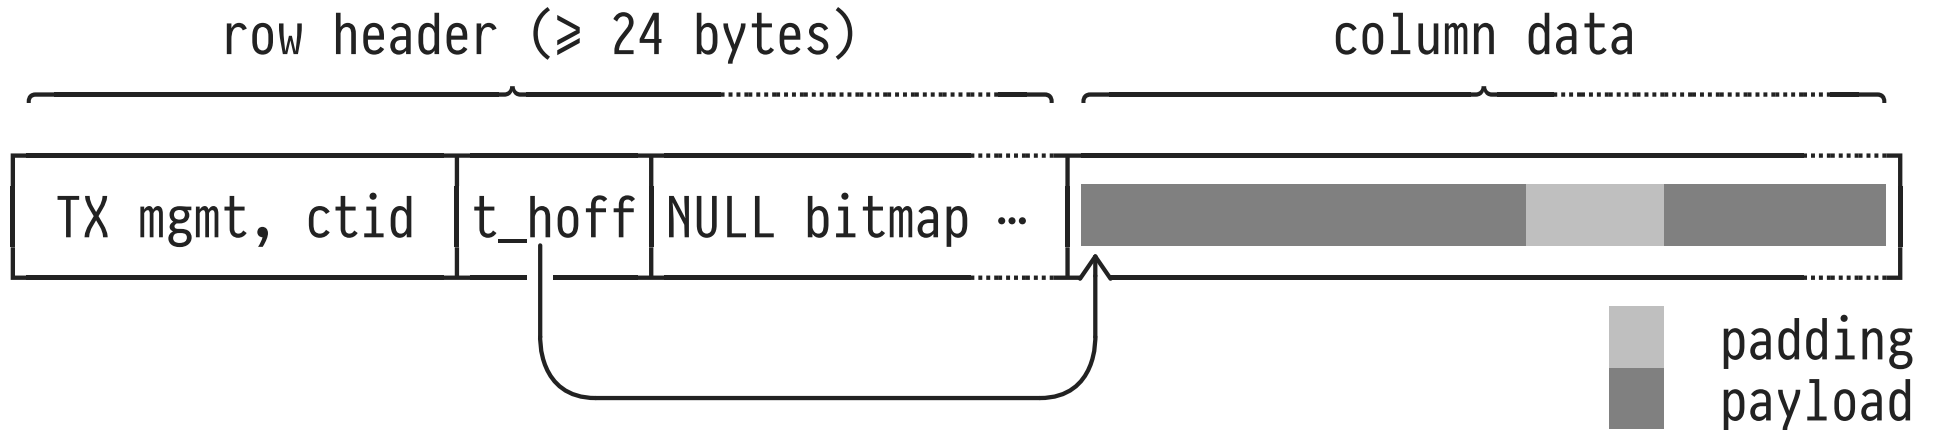 row header (⩾ 24 bytes) column data
TX mgmt, ctid t_hoff NULL bitmap ⋯
padding
payload